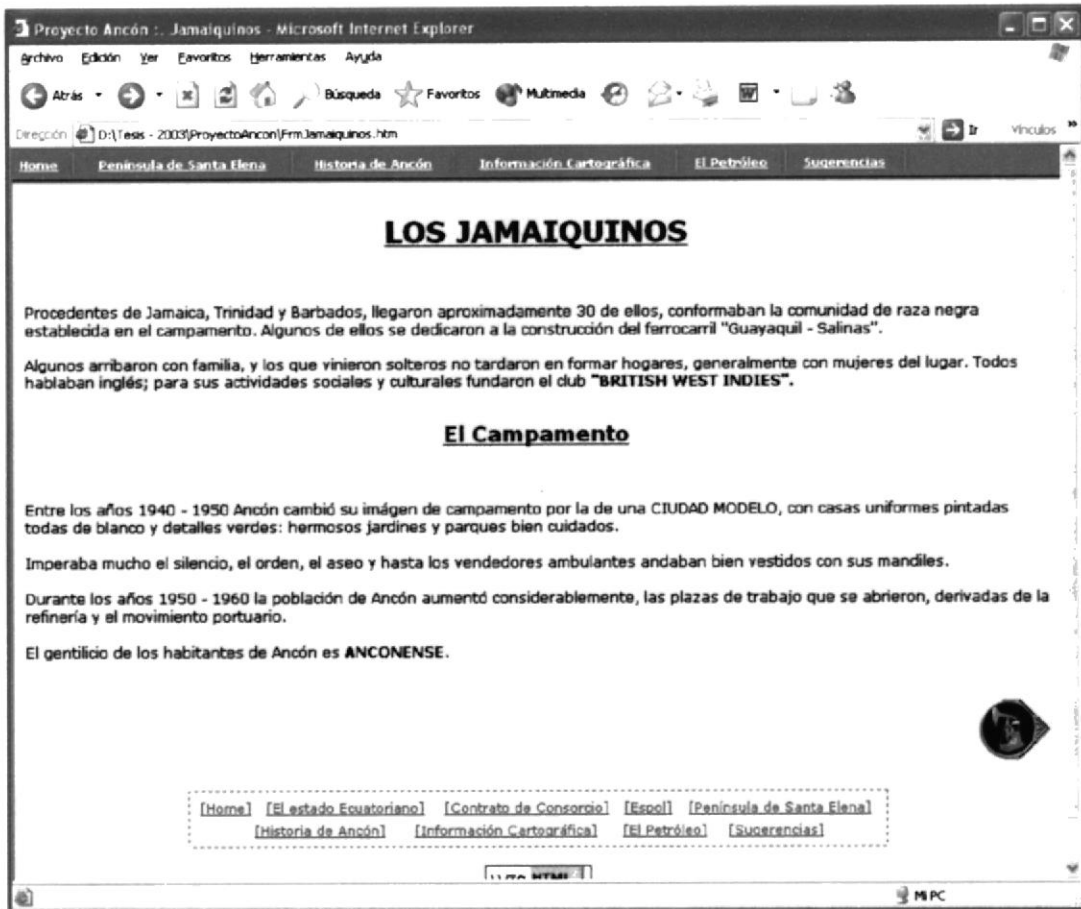 Proyecto Ancón :. Jamaiquinos - Microsoft Internet Explorer
Archivo Edición Ver Favoritos Herramientas Ayuda
Atrás Búsqueda Favoritos Multimedia
Dirección D:\Tesis - 2003\ProyectoAncon\FrmJamaiquinos.htm Ir Vínculos »
Home Península de Santa Elena Historia de Ancón Información Cartográfica El Petróleo Sugerencias
LOS JAMAIQUINOS
Procedentes de Jamaica, Trinidad y Barbados, llegaron aproximadamente 30 de ellos, conformaban la comunidad de raza negra
establecida en el campamento. Algunos de ellos se dedicaron a la construcción del ferrocarril "Guayaquil - Salinas".
Algunos arribaron con familia, y los que vinieron solteros no tardaron en formar hogares, generalmente con mujeres del lugar. Todos
hablaban inglés; para sus actividades sociales y culturales fundaron el club "BRITISH WEST INDIES".
El Campamento
Entre los años 1940 - 1950 Ancón cambió su imágen de campamento por la de una CIUDAD MODELO, con casas uniformes pintadas
todas de blanco y detalles verdes: hermosos jardines y parques bien cuidados.
Imperaba mucho el silencio, el orden, el aseo y hasta los vendedores ambulantes andaban bien vestidos con sus mandiles.
Durante los años 1950 - 1960 la población de Ancón aumentó considerablemente, las plazas de trabajo que se abrieron, derivadas de la
refinería y el movimiento portuario.
El gentilicio de los habitantes de Ancón es ANCONENSE.
[Home] [El estado Ecuatoriano] [Contrato de Consorcio] [Espol] [Península de Santa Elena]
[Historia de Ancón] [Información Cartográfica] [El Petróleo] [Sugerencias]
HTML
Mi PC